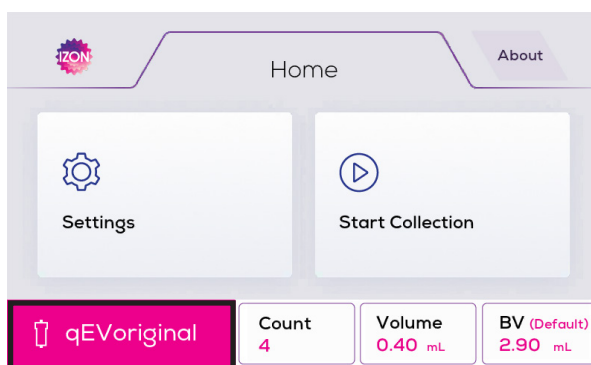 IZON
Home
About
Settings
Start Collection
qEVoriginal
Count
4
Volume
0.40 mL
BV (Default)
2.90 mL